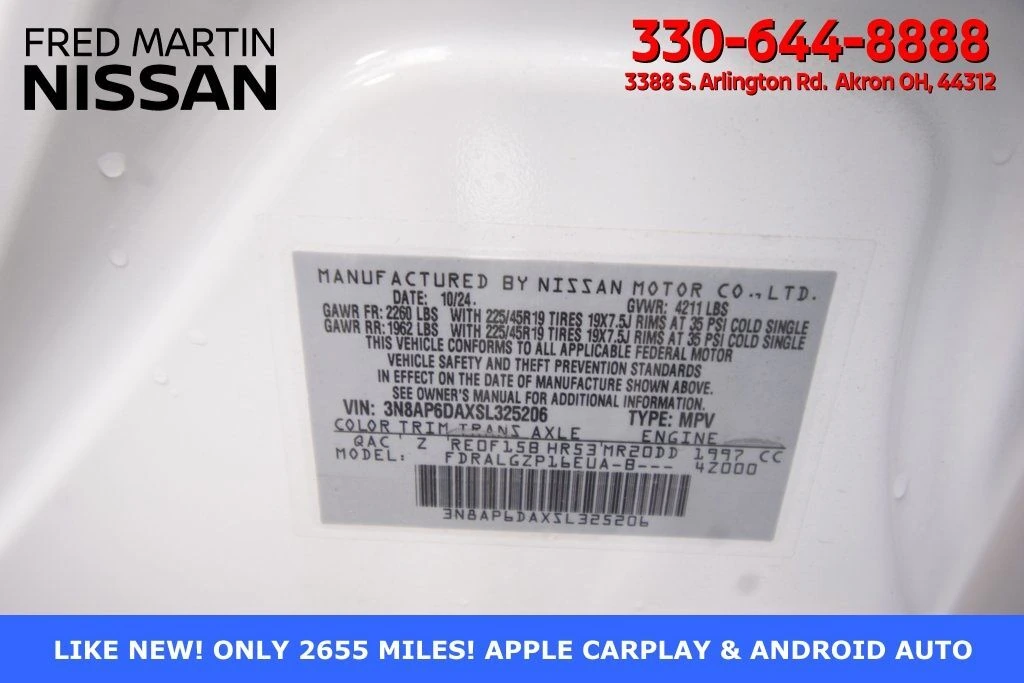 FRED MARTIN
NISSAN
330-644-8888
3388 S. Arlington Rd. Akron OH, 44312
MANUFACTURED BY NISSAN MOTOR CO., LTD.
DATE: 10/24. GVWR: 4211 LBS
GAWR FR: 2260 LBS WITH 225/45R19 TIRES 19X7.5J RIMS AT 35 PSI COLD SINGLE
GAWR RR: 1962 LBS WITH 225/45R19 TIRES 19X7.5J RIMS AT 35 PSI COLD SINGLE
THIS VEHICLE CONFORMS TO ALL APPLICABLE FEDERAL MOTOR
VEHICLE SAFETY AND THEFT PREVENTION STANDARDS
IN EFFECT ON THE DATE OF MANUFACTURE SHOWN ABOVE.
SEE OWNER'S MANUAL FOR ADDITIONAL INFORMATION.
VIN: 3N8AP6DAXSL325206 TYPE: MPV
COLOR TRIM TRANS AXLE ENGINE
QAC Z RE0F15B HR53 MR20DD 1997 CC
MODEL: FDRALGZP16EUA-B--- 4Z000
3N8AP6DAXSL325206
LIKE NEW! ONLY 2655 MILES! APPLE CARPLAY & ANDROID AUTO